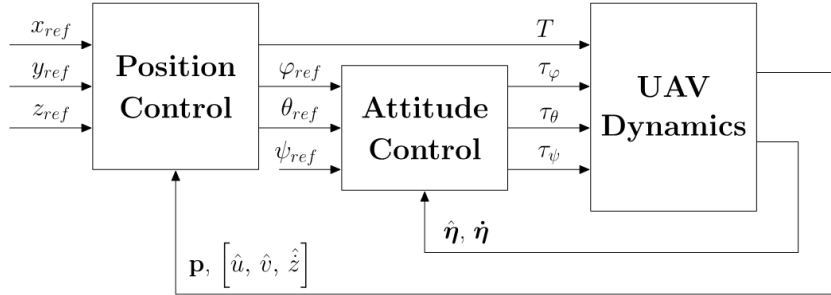 x_ref
y_ref
z_ref
Position
Control
φ_ref
θ_ref
ψ_ref
Attitude
Control
T
τ_φ
τ_θ
τ_ψ
UAV
Dynamics
η̂, η̇
p, [û, v̂, ż̂]